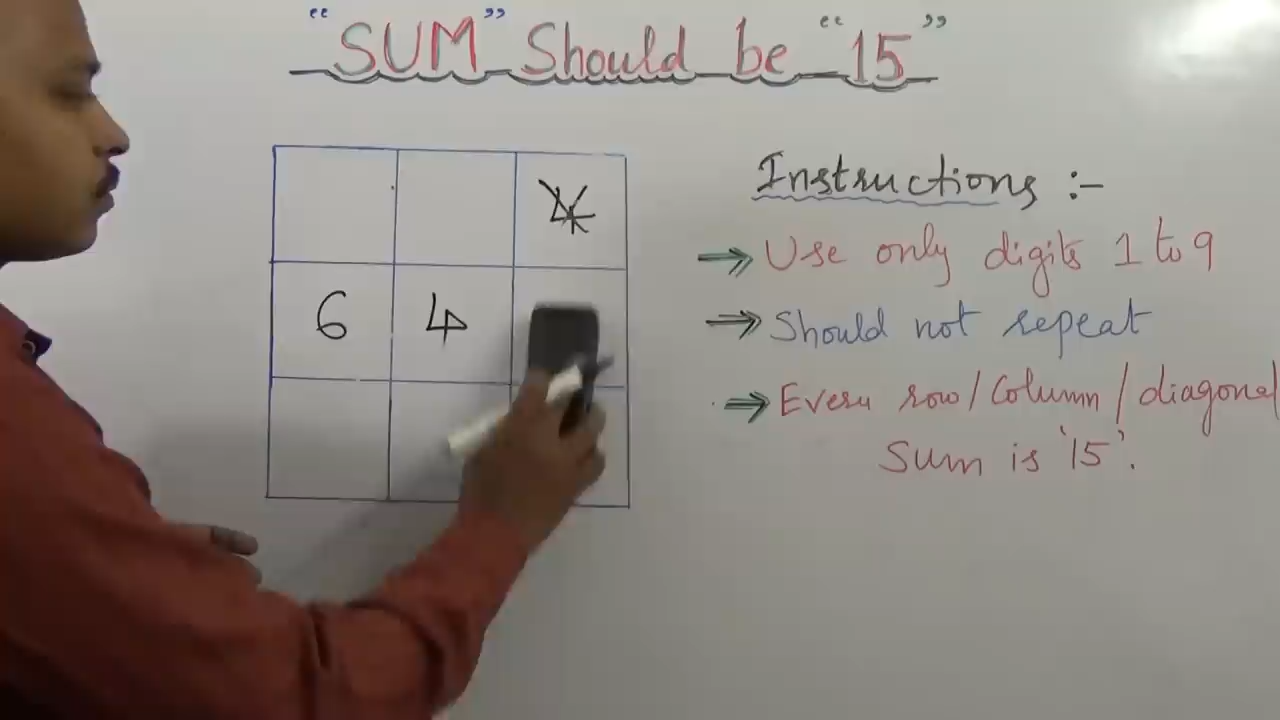 "SUM" Should be "15"
Instructions :-
→ Use only digits 1 to 9
→ Should not repeat
→ Every row/Column/diagonal
Sum is '15'.
6 4